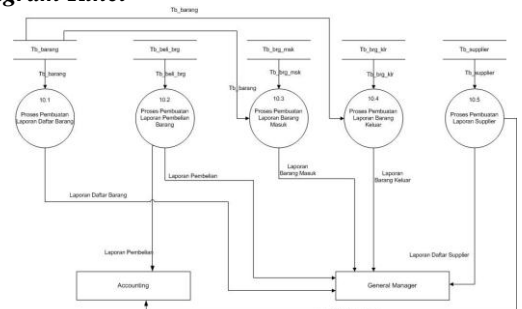 Tb_barang
Tb_barang
Tb_beli_brg
Tb_brg_msk
Tb_brg_klr
Tb_supplier
Tb_barang
Tb_beli_brg
Tb_barang
Tb_brg_msk
Tb_brg_klr
Tb_supplier
10.1
Proses Pembuatan
Laporan Daftar Barang
10.2
Proses Pembuatan
Laporan Pembelian
Barang
10.3
Proses Pembuatan
Laporan Barang
Masuk
10.4
Proses Pembuatan
Laporan Barang
Keluar
10.5
Proses Pembuatan
Laporan Supplier
Laporan Pembelian
Laporan
Barang Masuk
Laporan
Barang Keluar
Laporan Daftar Barang
Laporan Pembelian
Laporan Daftar Supplier
Accounting
General Manager